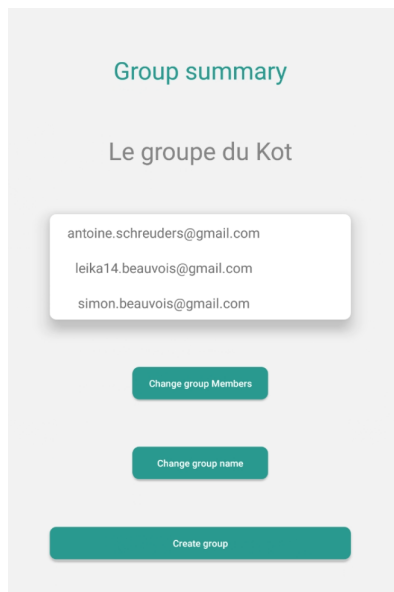 Group summary
Le groupe du Kot
antoine.schreuders@gmail.com
leika14.beauvois@gmail.com
simon.beauvois@gmail.com
Change group Members
Change group name
Create group